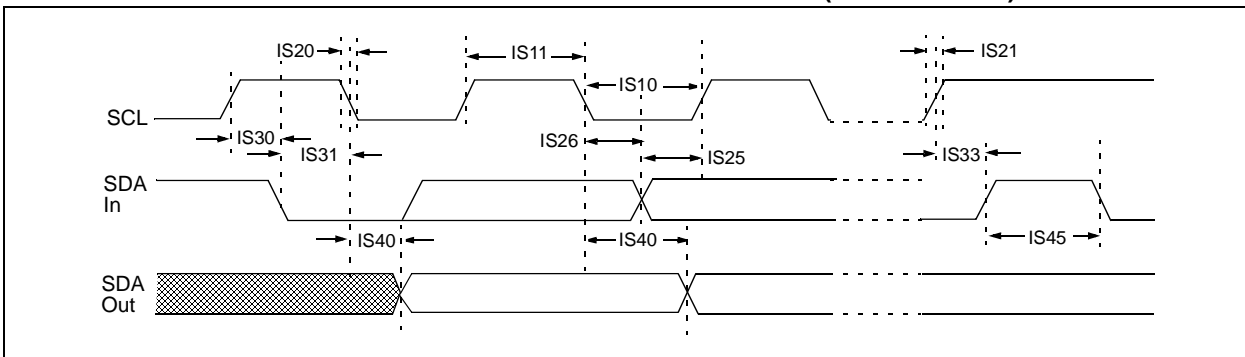 IS20
IS11
IS21
IS10
SCL
IS30
IS26
IS31
IS25
IS33
SDA
In
IS40
IS40
IS45
SDA
Out